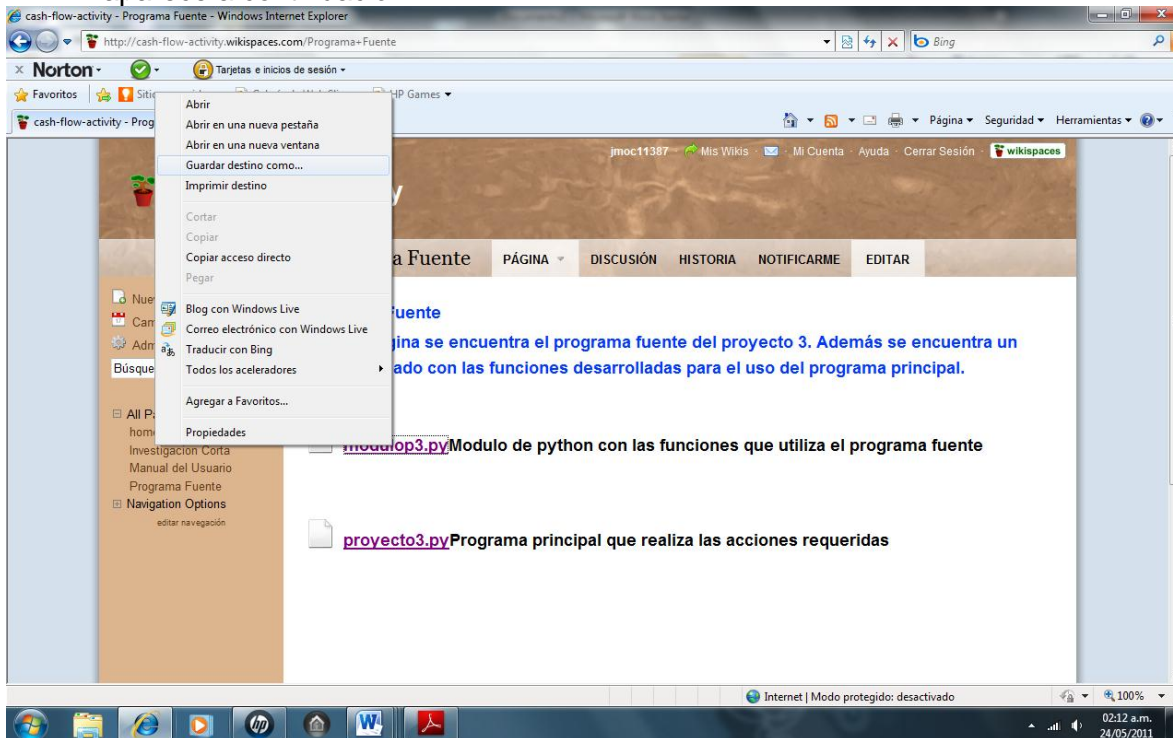 cash-flow-activity - Programa Fuente - Windows Internet Explorer
http://cash-flow-activity.wikispaces.com/Programa+Fuente
Bing
Norton
Tarjetas e inicios de sesión
Favoritos
HP Games
cash-flow-activity - Prog
Página
Seguridad
Herramientas
Abrir
Abrir en una nueva pestaña
Abrir en una nueva ventana
Guardar destino como...
Imprimir destino
Cortar
Copiar
Copiar acceso directo
Pegar
Blog con Windows Live
Correo electrónico con Windows Live
Traducir con Bing
Todos los aceleradores
Agregar a Favoritos...
Propiedades
jmoc11387 · Mis Wikis · Mi Cuenta · Ayuda · Cerrar Sesión · wikispaces
y
a Fuente PÁGINA DISCUSIÓN HISTORIA NOTIFICARME EDITAR
Búsque
All P
Investigación Corta
Manual del Usuario
Programa Fuente
Navigation Options
editar navegación
uente
gina se encuentra el programa fuente del proyecto 3. Además se encuentra un
ado con las funciones desarrolladas para el uso del programa principal.
modulop3.pyModulo de python con las funciones que utiliza el programa fuente
proyecto3.pyPrograma principal que realiza las acciones requeridas
Internet | Modo protegido: desactivado
100%
02:12 a.m.
24/05/2011